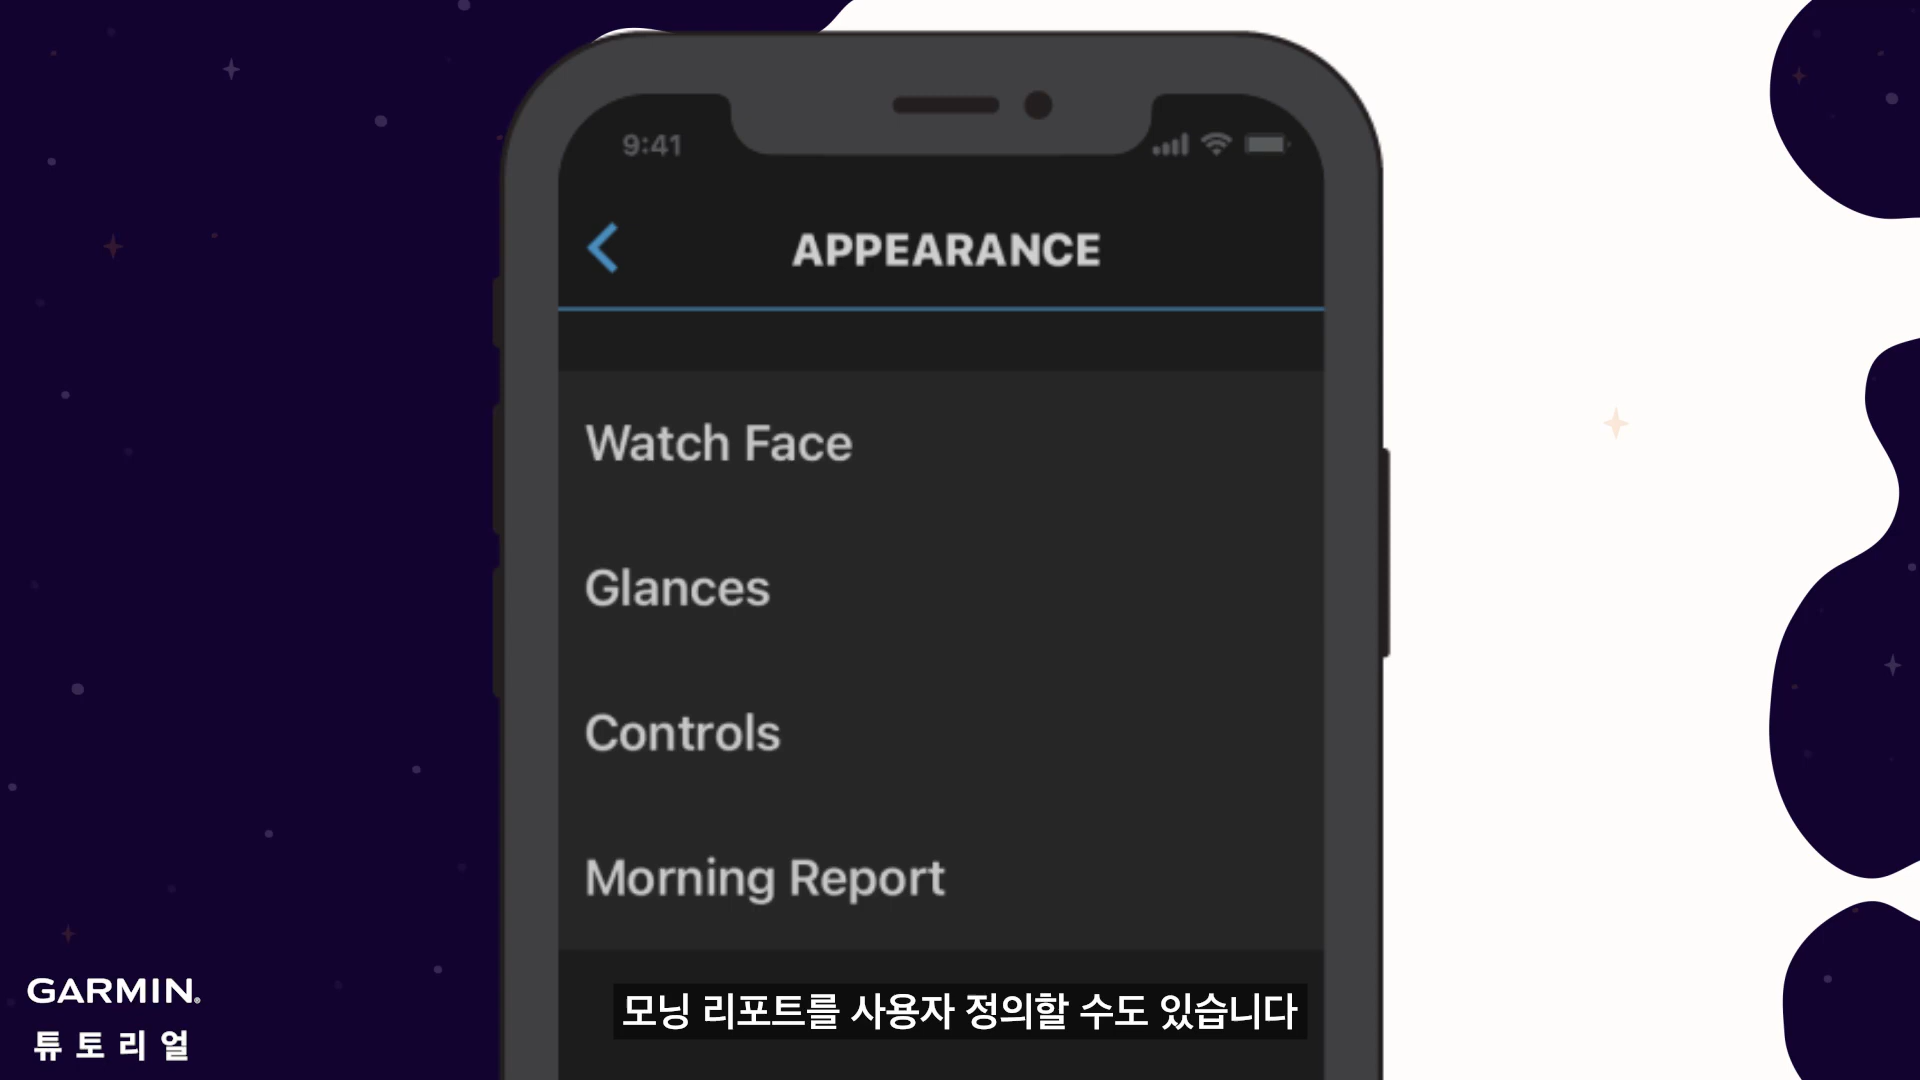 9:41
APPEARANCE
Watch Face
Glances
Controls
Morning Report
모닝 리포트를 사용자 정의할 수도 있습니다
GARMIN®
튜토리얼